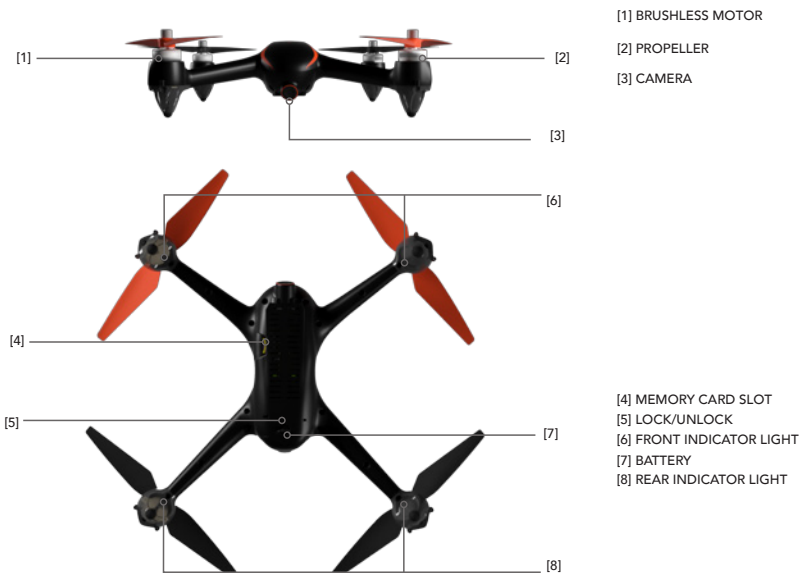 [1] BRUSHLESS MOTOR
[2] PROPELLER
[3] CAMERA
[1]
[2]
[3]
[6]
[4]
[5]
[7]
[8]
[4] MEMORY CARD SLOT
[5] LOCK/UNLOCK
[6] FRONT INDICATOR LIGHT
[7] BATTERY
[8] REAR INDICATOR LIGHT